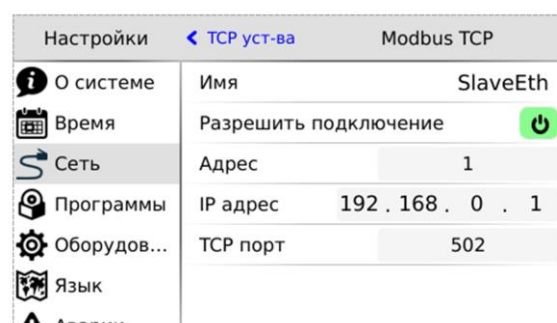 Настройки < TCP уст-ва Modbus TCP
О системе Имя SlaveEth
Время Разрешить подключение
Сеть Адрес 1
Программы IP адрес 192 . 168 . 0 . 1
Оборудов... TCP порт 502
Язык